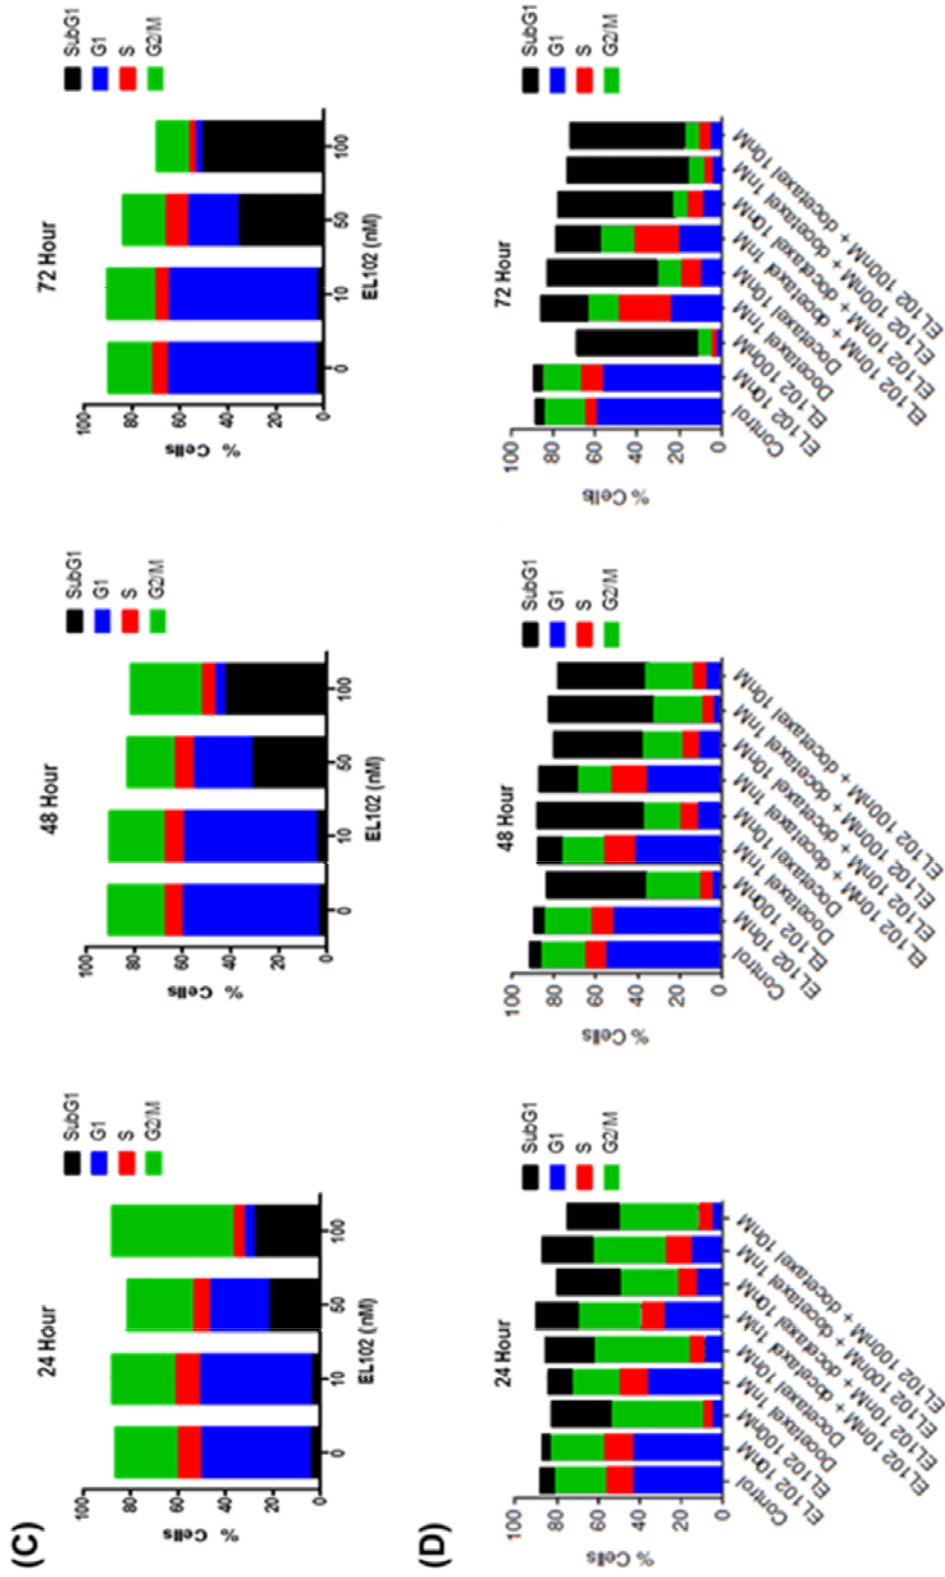 (C)
24 Hour
% Cells
100
80
60
40
20
0
0
10
50
100
EL102 (nM)
SubG1
G1
S
G2/M
48 Hour
% Cells
100
80
60
40
20
0
0
10
50
100
EL102 (nM)
SubG1
G1
S
G2/M
72 Hour
% Cells
100
80
60
40
20
0
0
10
50
100
EL102 (nM)
SubG1
G1
S
G2/M
(D)
24 Hour
% Cells
100
80
60
40
20
0
Control
EL102 10nM
EL102 100nM
Docetaxel 1nM
Docetaxel 10nM
EL102 10nM + docetaxel 1nM
EL102 10nM + docetaxel 10nM
EL102 100nM + docetaxel 1nM
EL102 100nM + docetaxel 10nM
SubG1
G1
S
G2/M
48 Hour
% Cells
100
80
60
40
20
0
Control
EL102 10nM
EL102 100nM
Docetaxel 1nM
Docetaxel 10nM
EL102 10nM + docetaxel 1nM
EL102 10nM + docetaxel 10nM
EL102 100nM + docetaxel 1nM
EL102 100nM + docetaxel 10nM
SubG1
G1
S
G2/M
72 Hour
% Cells
100
80
60
40
20
0
Control
EL102 10nM
EL102 100nM
Docetaxel 1nM
Docetaxel 10nM
EL102 10nM + docetaxel 1nM
EL102 10nM + docetaxel 10nM
EL102 100nM + docetaxel 1nM
EL102 100nM + docetaxel 10nM
SubG1
G1
S
G2/M